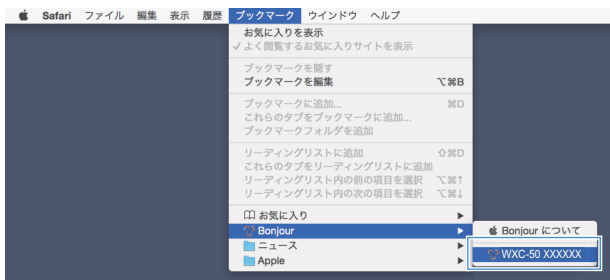 Safari ファイル 編集 表示 履歴 ブックマーク ウインドウ ヘルプ
お気に入りを表示
✓ よく閲覧するお気に入りサイトを表示
ブックマークを隠す
ブックマークを編集 ⌥⌘B
ブックマークに追加... ⌘D
これらのタブをブックマークに追加...
ブックマークフォルダを追加
リーディングリストに追加 ⇧⌘D
これらのタブをリーディングリストに追加
リーディングリスト内の前の項目を選択 ⌥⌘↑
リーディングリスト内の次の項目を選択 ⌥⌘↓
お気に入り ▶
Bonjour ▶
Bonjour について
ニュース ▶
WXC-50 XXXXXX
Apple ▶